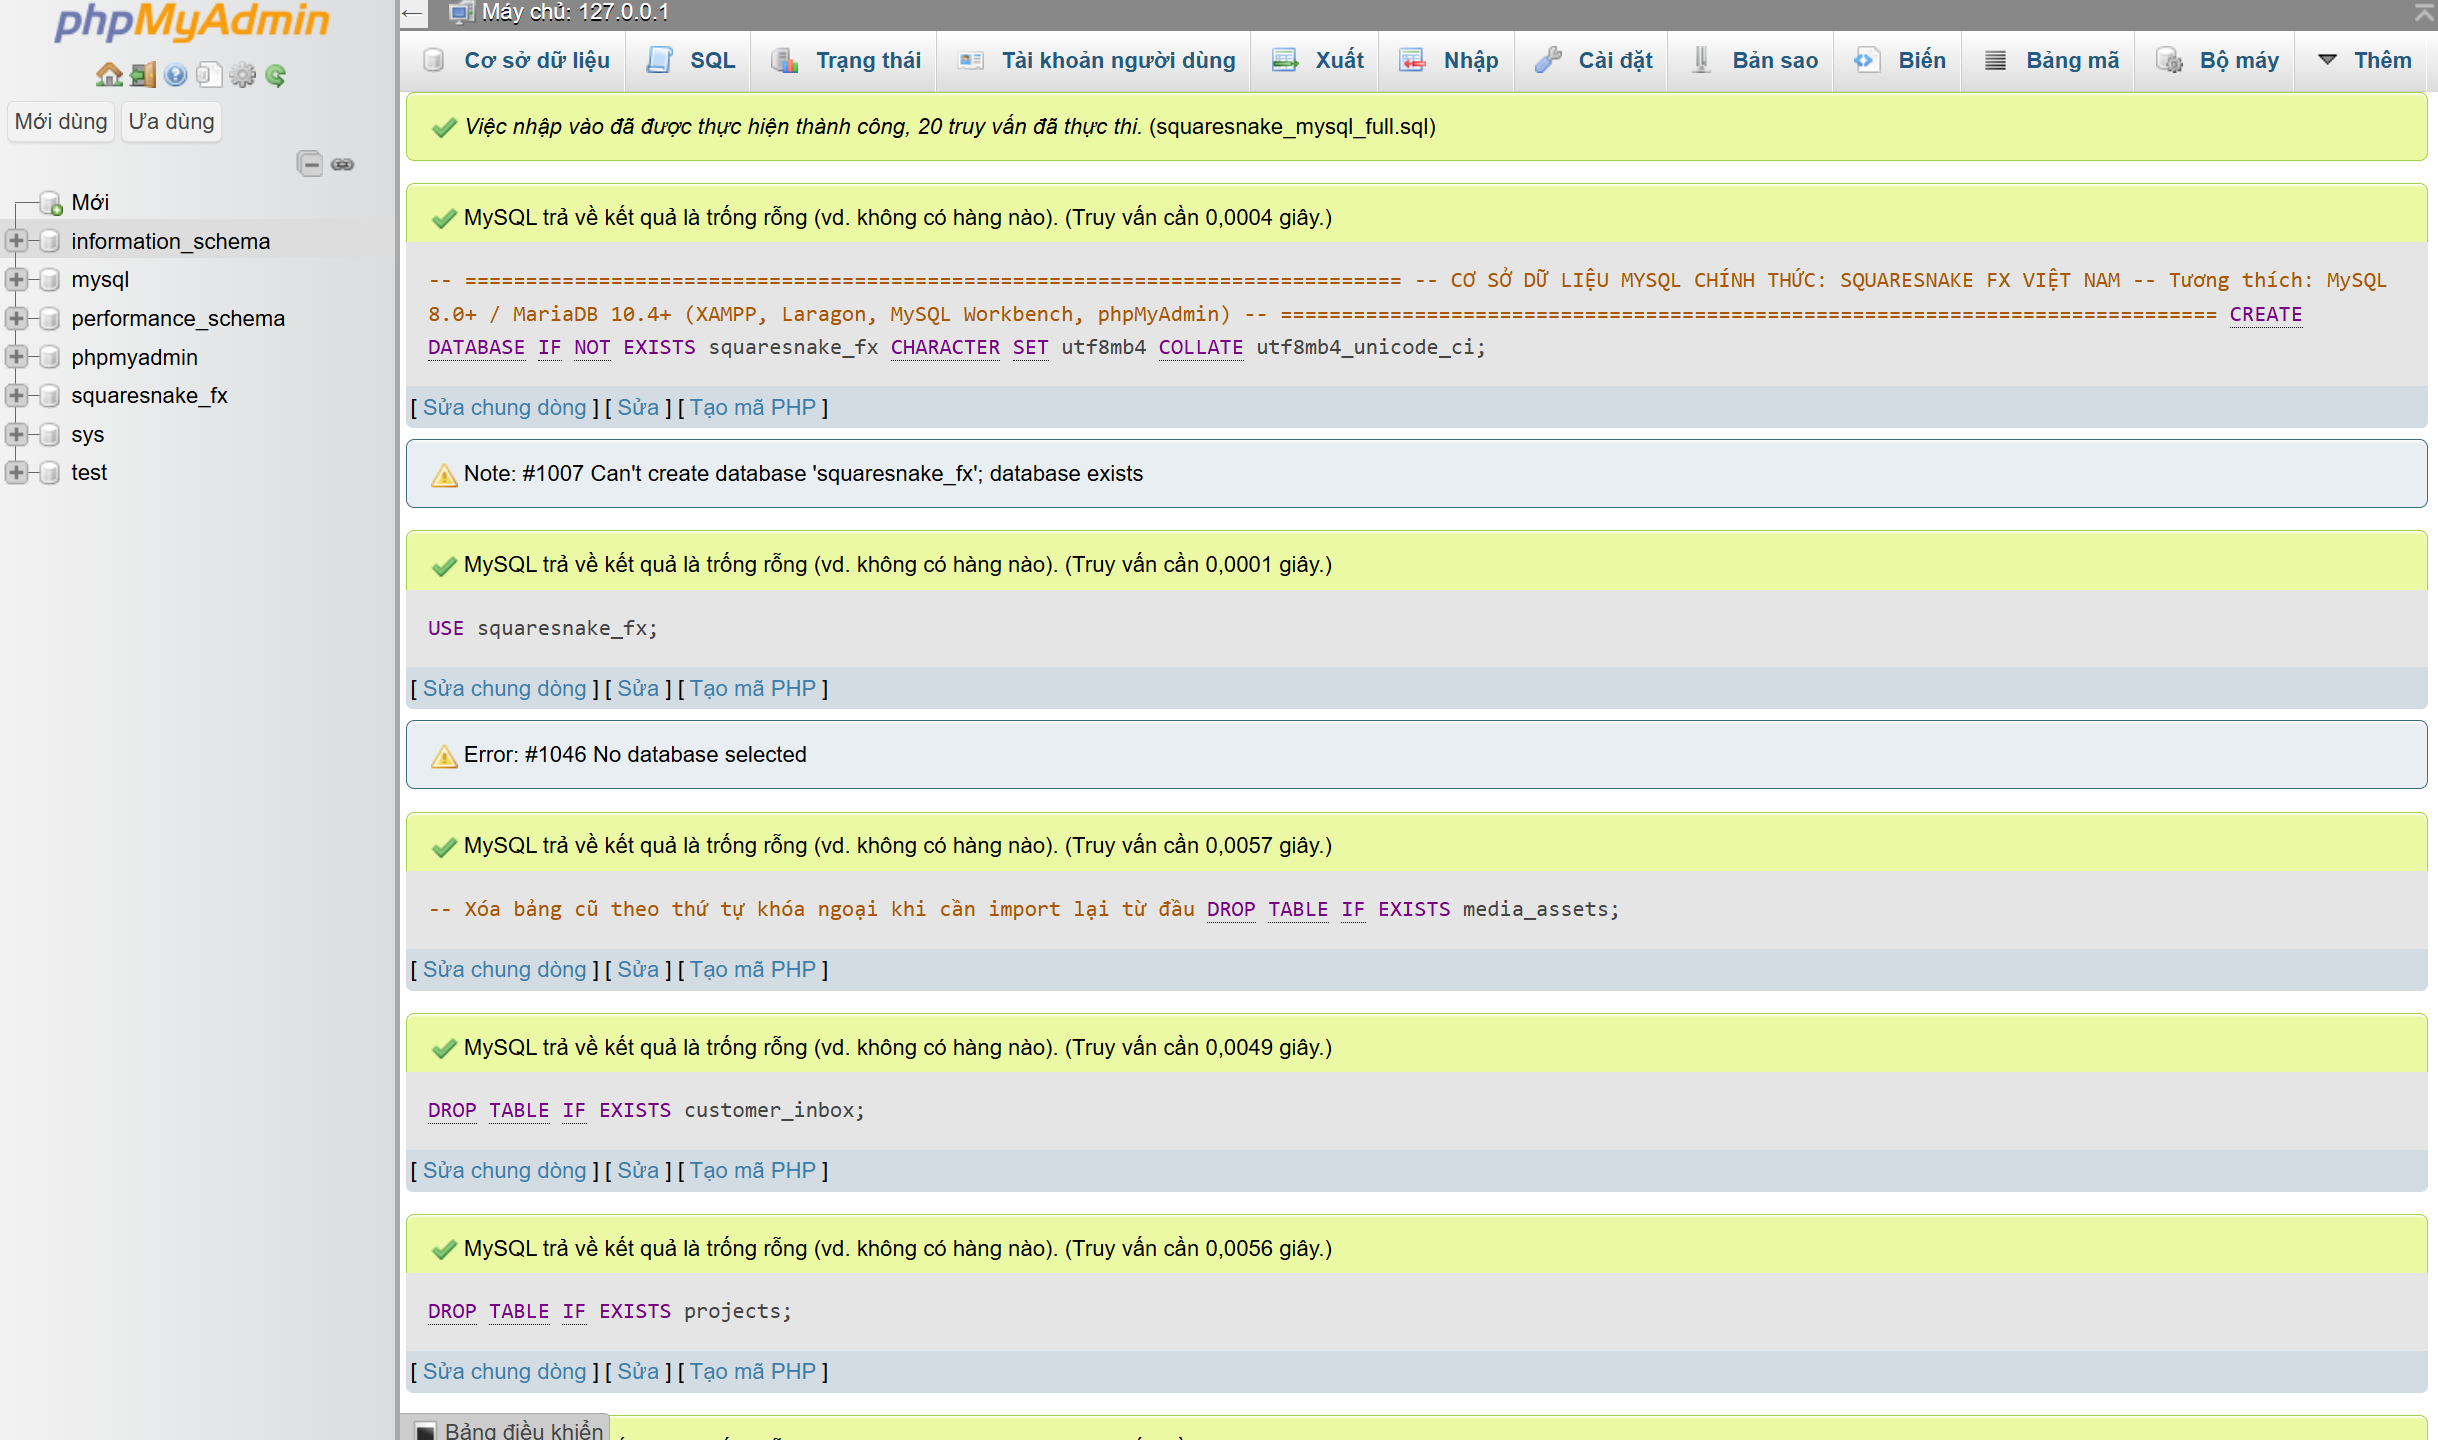 phpMyAdmin
Mới dùng Ưa dùng
Mới
information_schema
mysql
performance_schema
phpmyadmin
squaresnake_fx
sys
test
Máy chủ: 127.0.0.1
Cơ sở dữ liệu SQL Trạng thái Tài khoản người dùng Xuất Nhập Cài đặt Bản sao Biến Bảng mã Bộ máy Thêm
Việc nhập vào đã được thực hiện thành công, 20 truy vấn đã thực thi. (squaresnake_mysql_full.sql)
MySQL trả về kết quả là trống rỗng (vd. không có hàng nào). (Truy vấn cần 0,0004 giây.)
-- ============================================================================= -- CƠ SỞ DỮ LIỆU MYSQL CHÍNH THỨC: SQUARESNAKE FX VIỆT NAM -- Tương thích: MySQL
8.0+ / MariaDB 10.4+ (XAMPP, Laragon, MySQL Workbench, phpMyAdmin) -- ============================================================================= CREATE
DATABASE IF NOT EXISTS squaresnake_fx CHARACTER SET utf8mb4 COLLATE utf8mb4_unicode_ci;
[ Sửa chung dòng ] [ Sửa ] [ Tạo mã PHP ]
Note: #1007 Can't create database 'squaresnake_fx'; database exists
MySQL trả về kết quả là trống rỗng (vd. không có hàng nào). (Truy vấn cần 0,0001 giây.)
USE squaresnake_fx;
[ Sửa chung dòng ] [ Sửa ] [ Tạo mã PHP ]
Error: #1046 No database selected
MySQL trả về kết quả là trống rỗng (vd. không có hàng nào). (Truy vấn cần 0,0057 giây.)
-- Xóa bảng cũ theo thứ tự khóa ngoại khi cần import lại từ đầu DROP TABLE IF EXISTS media_assets;
[ Sửa chung dòng ] [ Sửa ] [ Tạo mã PHP ]
MySQL trả về kết quả là trống rỗng (vd. không có hàng nào). (Truy vấn cần 0,0049 giây.)
DROP TABLE IF EXISTS customer_inbox;
[ Sửa chung dòng ] [ Sửa ] [ Tạo mã PHP ]
MySQL trả về kết quả là trống rỗng (vd. không có hàng nào). (Truy vấn cần 0,0056 giây.)
DROP TABLE IF EXISTS projects;
[ Sửa chung dòng ] [ Sửa ] [ Tạo mã PHP ]
Bảng điều khiển